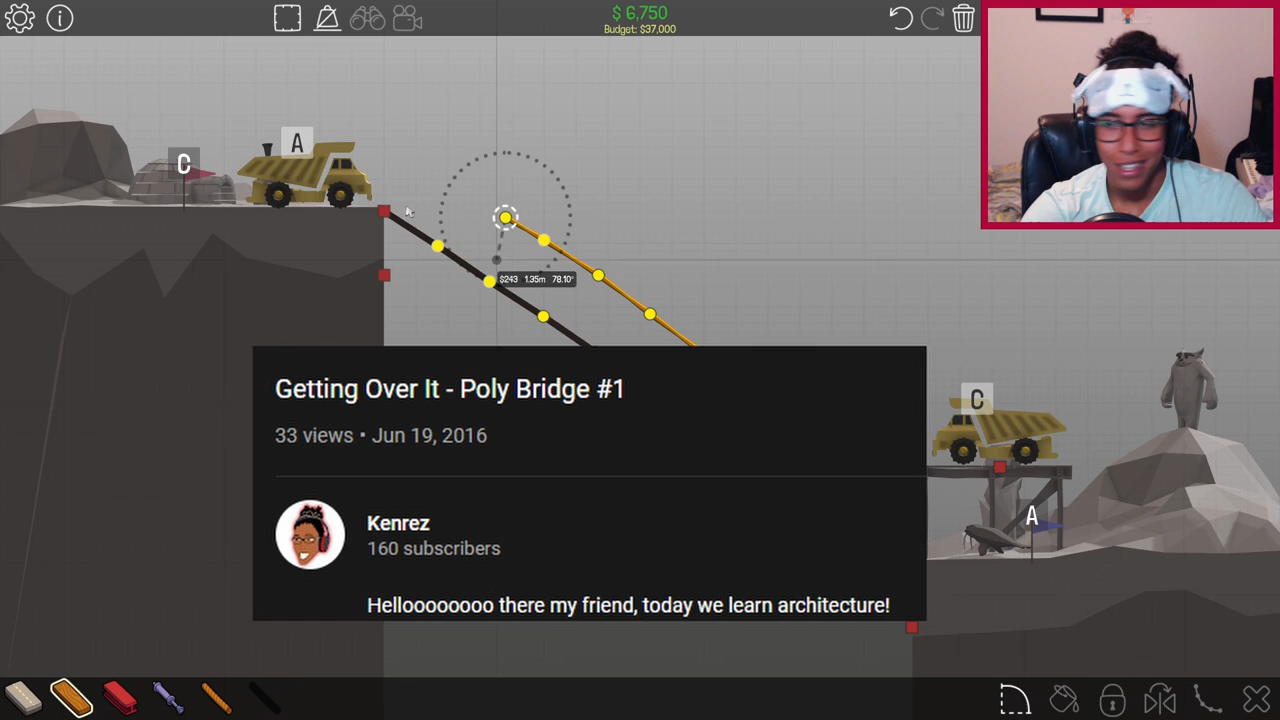 $ 6,750
Budget: $37,000
A
C
$243 1.35m 78.10°
Getting Over It - Poly Bridge #1
33 views • Jun 19, 2016
Kenrez
160 subscribers
Helloooooooo there my friend, today we learn architecture!
C
A